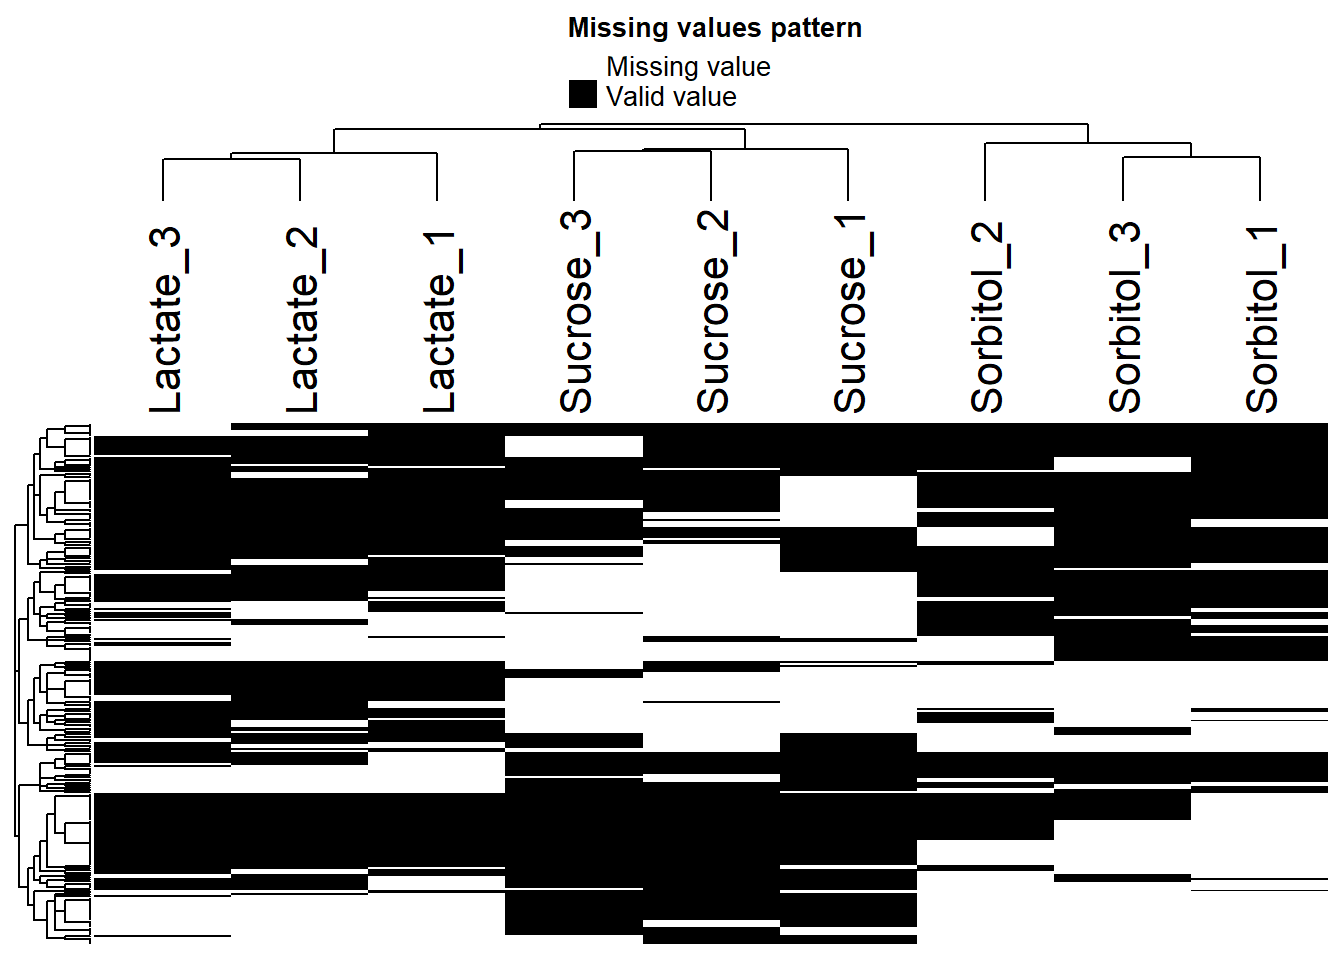 Missing values pattern
Missing value
Valid value
Lactate_3
Lactate_2
Lactate_1
Sucrose_3
Sucrose_2
Sucrose_1
Sorbitol_2
Sorbitol_3
Sorbitol_1